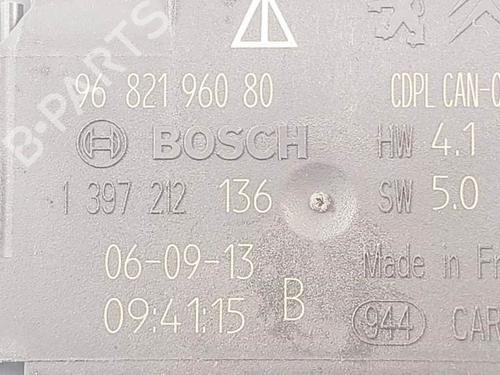 B-PARTS
96 821 960 80 CDPL CAN-
BOSCH HW 4.1
1 397 212 136 SW 5.0
06-09-13 Made in Fr
09:41:15 B 944 CAR